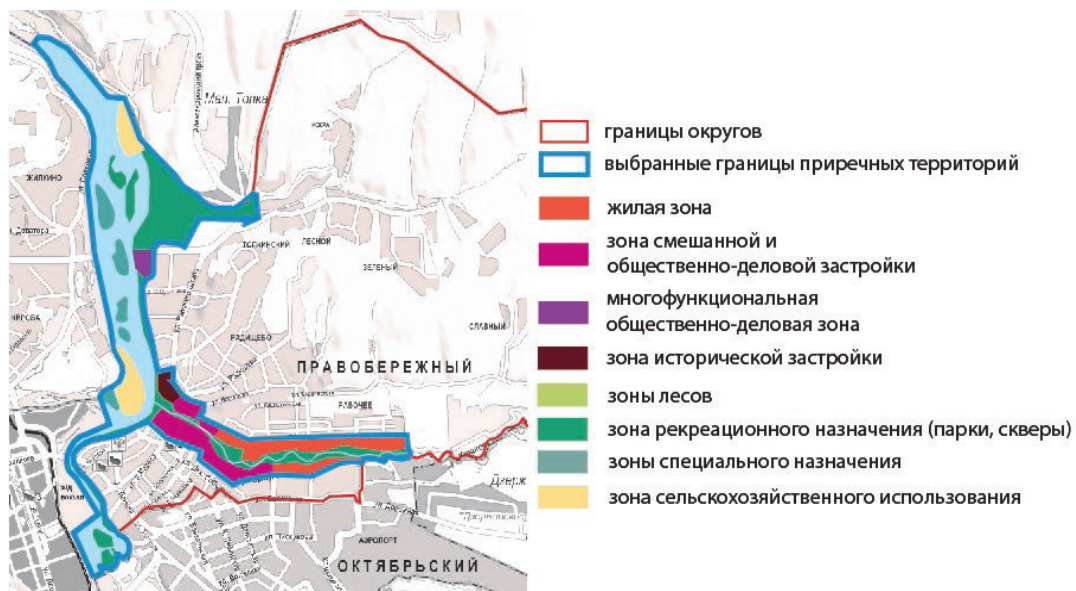 Мал. Топка
ИСКРА
ЖИЛКИНО
ТОПКИНСКИЙ
ЛЕСНОЙ
ЗЕЛЕНЫЙ
СЛАВНЫЙ
РАДИЩЕВО
ПРАВОБЕРЕЖНЫЙ
РАБОЧЕЕ
АЭРОПОРТ
ОКТЯБРЬСКИЙ
границы округов
выбранные границы приречных территорий
жилая зона
зона смешанной и
общественно-деловой застройки
многофункциональная
общественно-деловая зона
зона исторической застройки
зоны лесов
зона рекреационного назначения (парки, скверы)
зоны специального назначения
зона сельскохозяйственного использования